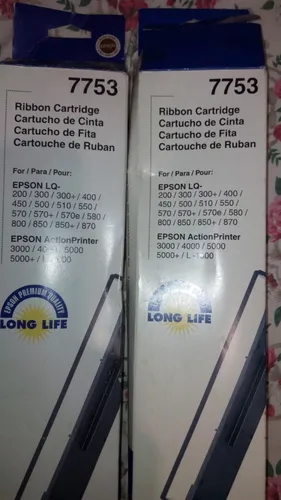 7753
Ribbon Cartridge
Cartucho de Cinta
Cartucho de Fita
Cartouche de Ruban
For / Para / Pour:
EPSON LQ-
200 / 300 / 300+ / 400 /
450 / 500 / 510 / 550 /
570 / 570+ / 570e / 580 /
800 / 850 / 850+ / 870
EPSON ActionPrinter
3000 / 4000 / 5000
5000+ / L-1000
EPSON PREMIUM QUALITY
LONG LIFE
7753
Ribbon Cartridge
Cartucho de Cinta
Cartucho de Fita
Cartouche de Ruban
For / Para / Pour:
EPSON LQ-
200 / 300 / 300+ / 400 /
450 / 500 / 510 / 550 /
570 / 570+ / 570e / 580 /
800 / 850 / 850+ / 870
EPSON ActionPrinter
3000 / 4000 / 5000
5000+ / L-1000
EPSON PREMIUM QUALITY
LONG LIFE